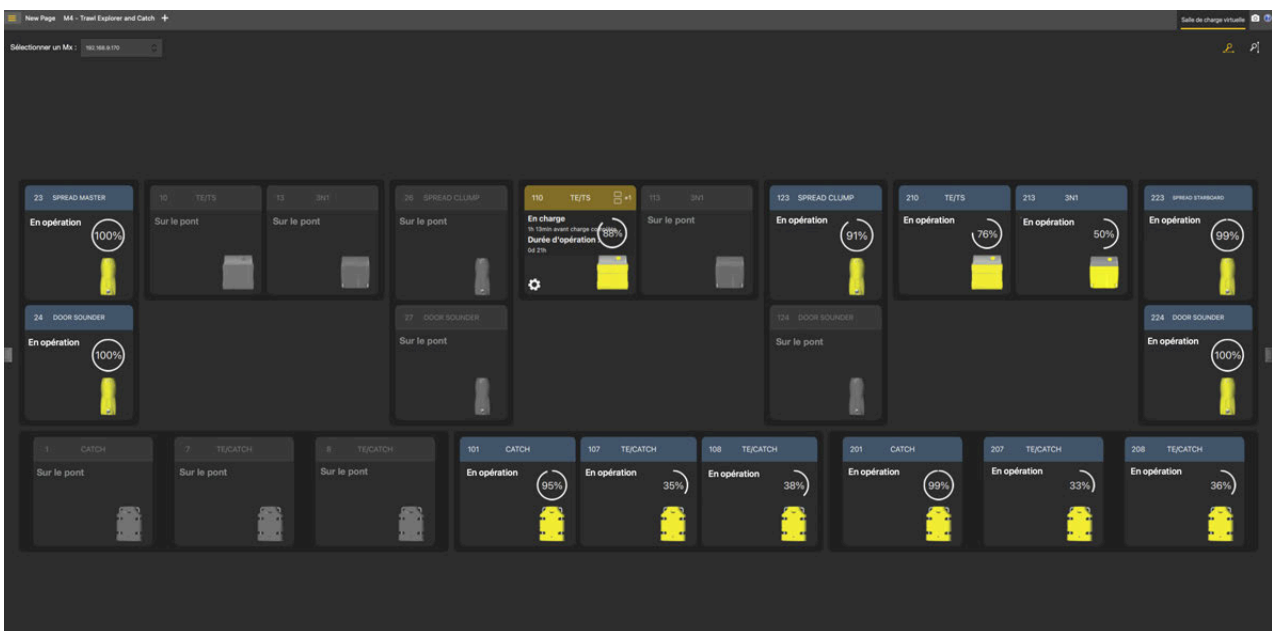 New Page M4 - Trawl Explorer and Catch +
Salle de charge virtuelle
Sélectionner un Mx : 192.168.9.170
23 SPREAD MASTER
En opération
100%
10 TE/TS
Sur le pont
13 3N1
Sur le pont
26 SPREAD CLUMP
Sur le pont
110 TE/TS x1
En charge
1h 13min avant charge
88%
Durée d'opération :
0d 21h
113 3N1
Sur le pont
123 SPREAD CLUMP
En opération
91%
210 TE/TS
En opération
76%
213 3N1
En opération
50%
223 SPREAD STARBOARD
En opération
99%
24 DOOR SOUNDER
En opération
100%
27 DOOR SOUNDER
Sur le pont
124 DOOR SOUNDER
Sur le pont
224 DOOR SOUNDER
En opération
100%
1 CATCH
Sur le pont
7 TE/CATCH
Sur le pont
8 TE/CATCH
Sur le pont
101 CATCH
En opération
95%
107 TE/CATCH
En opération
35%
108 TE/CATCH
En opération
38%
201 CATCH
En opération
99%
207 TE/CATCH
En opération
33%
208 TE/CATCH
En opération
36%